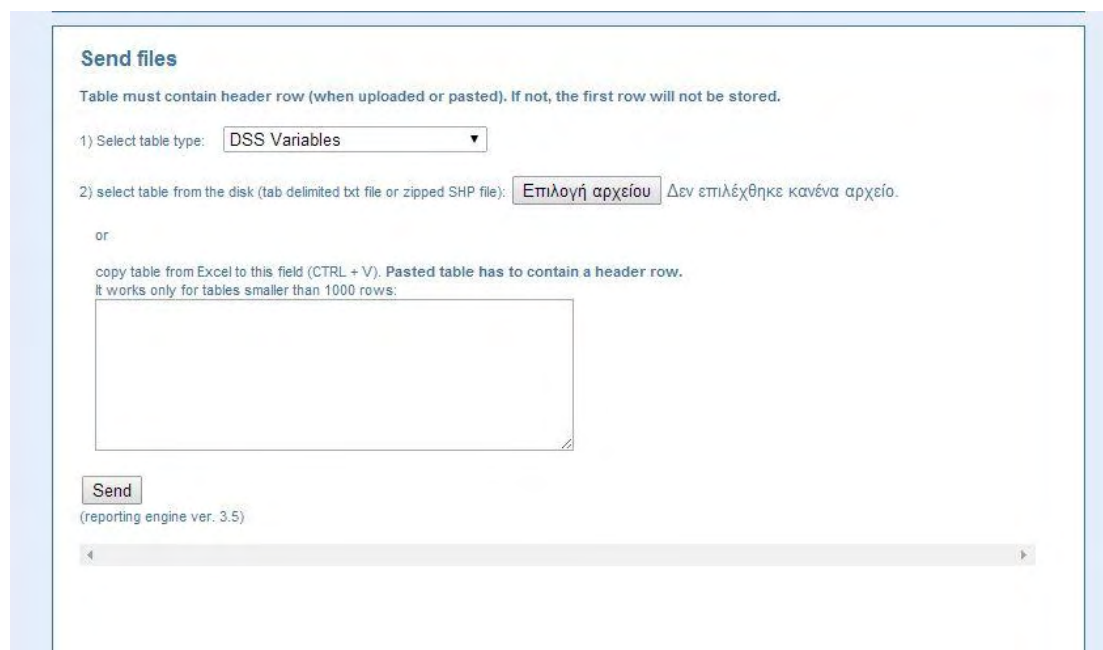 Send files
Table must contain header row (when uploaded or pasted). If not, the first row will not be stored.
1) Select table type: DSS Variables
2) select table from the disk (tab delimited txt file or zipped SHP file): Επιλογή αρχείου Δεν επιλέχθηκε κανένα αρχείο.
or
copy table from Excel to this field (CTRL + V). Pasted table has to contain a header row.
It works only for tables smaller than 1000 rows:
Send
(reporting engine ver. 3.5)